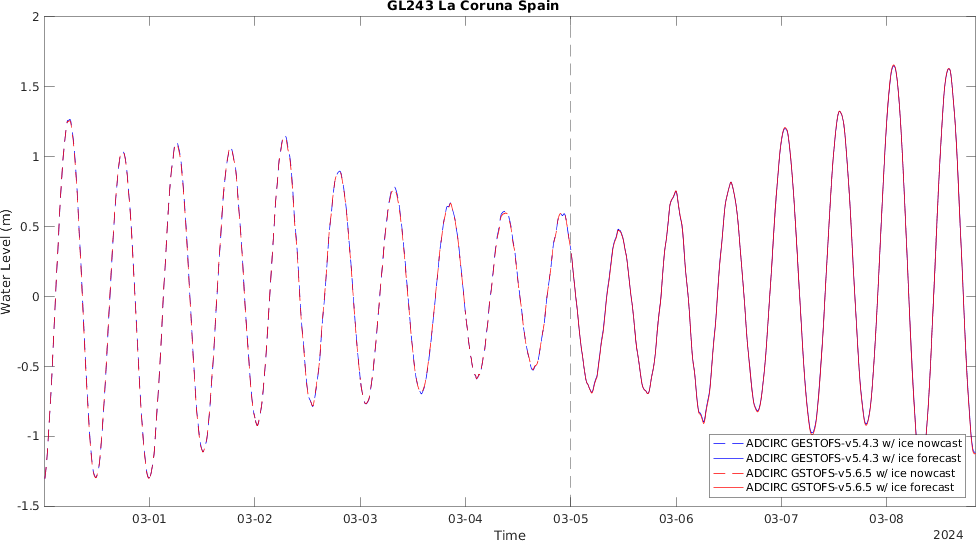 GL243 La Coruna Spain
Water Level (m)
2
1.5
1
0.5
0
-0.5
-1
-1.5
03-01 03-02 03-03 03-04 03-05 03-06 03-07 03-08
Time
2024
ADCIRC GESTOFS-v5.4.3 w/ ice nowcast
ADCIRC GESTOFS-v5.4.3 w/ ice forecast
ADCIRC GSTOFS-v5.6.5 w/ ice nowcast
ADCIRC GSTOFS-v5.6.5 w/ ice forecast